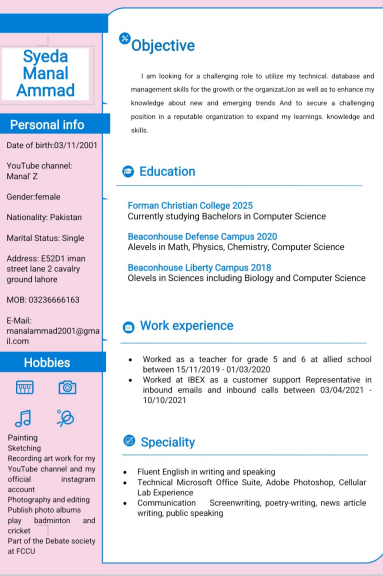 Syeda
Manal
Ammad
Personal info
Date of birth:03/11/2001
YouTube channel:
Manal' Z
Gender:female
Nationality: Pakistan
Marital Status: Single
Address: E52D1 iman
street lane 2 cavalry
ground lahore
MOB: 03236666163
E-Mail:
manalammad2001@gma
il.com
Hobbies
Painting
Sketching
Recording art work for my
YouTube channel and my
official instagram
account
Photography and editing
Publish photo albums
play badminton and
cricket
Part of the Debate society
at FCCU
Objective
I am looking for a challenging role to utilize my technical. database and
management skills for the growth or the organizatJon as well as to enhance my
knowledge about new and emerging trends And to secure a challenging
position in a reputable organization to expand my learnings. knowledge and
skills.
Education
Forman Christian College 2025
Currently studying Bachelors in Computer Science
Beaconhouse Defense Campus 2020
Alevels in Math, Physics, Chemistry, Computer Science
Beaconhouse Liberty Campus 2018
Olevels in Sciences including Biology and Computer Science
Work experience
• Worked as a teacher for grade 5 and 6 at allied school
between 15/11/2019 - 01/03/2020
• Worked at IBEX as a customer support Representative in
inbound emails and inbound calls between 03/04/2021 -
10/10/2021
Speciality
• Fluent English in writing and speaking
• Technical Microsoft Office Suite, Adobe Photoshop, Cellular
Lab Experience
• Communication Screenwriting, poetry-writing, news article
writing, public speaking